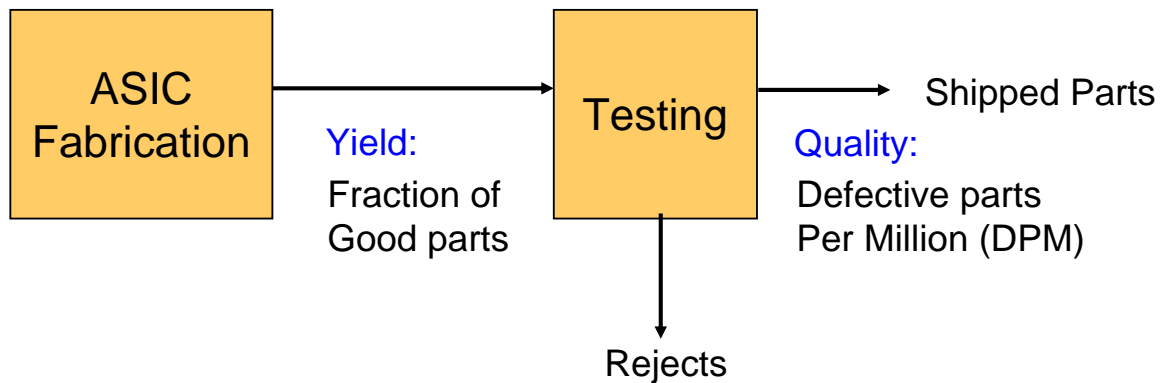 ASIC
Fabrication
Yield:
Fraction of
Good parts
Testing
Shipped Parts
Quality:
Defective parts
Per Million (DPM)
Rejects